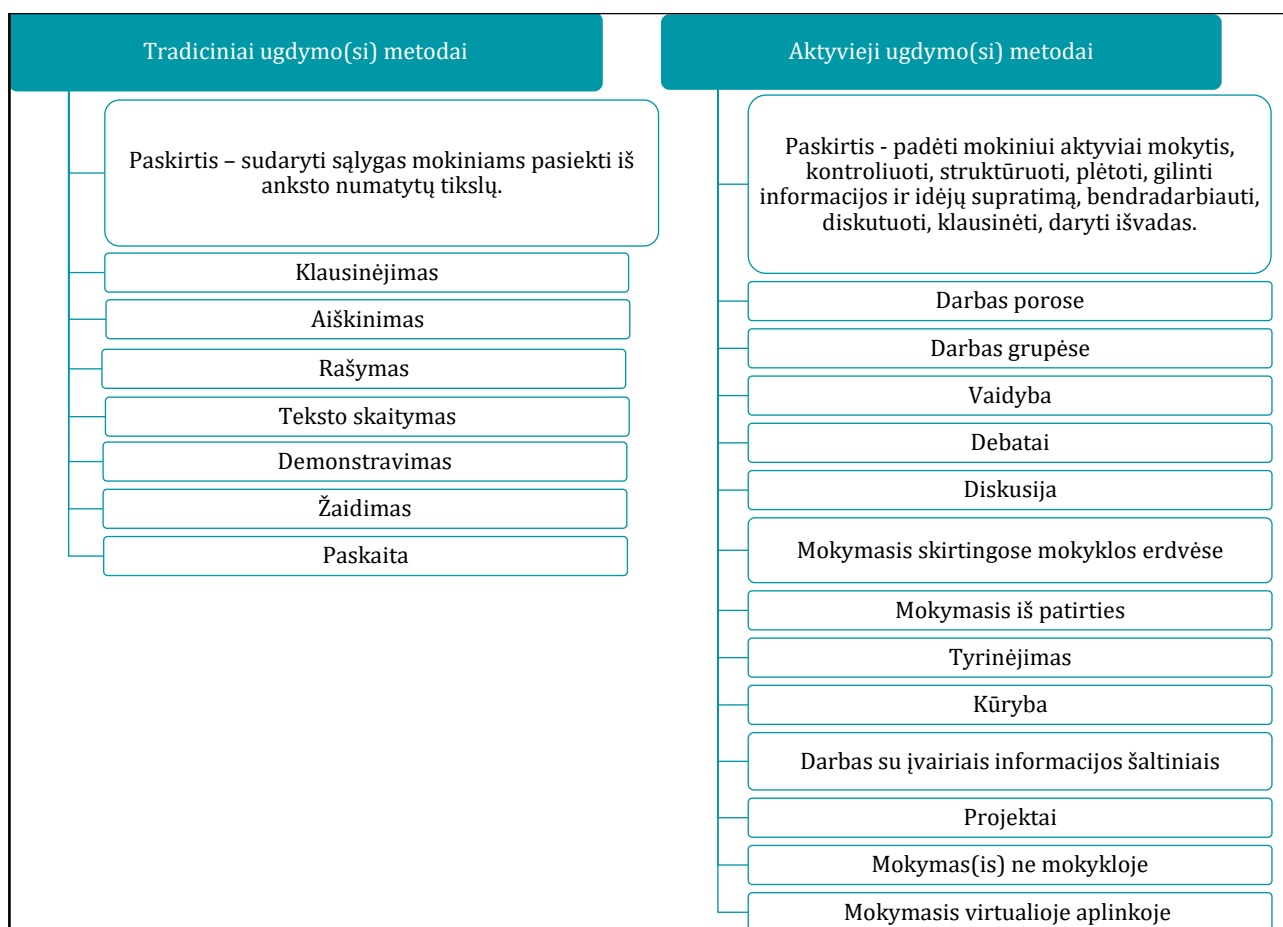 Tradiciniai ugdymo(si) metodai
Paskirtis – sudaryti sąlygas mokiniams pasiekti iš
anksto numatytų tikslų.
Klausinėjimas
Aiškinimas
Rašymas
Teksto skaitymas
Demonstravimas
Žaidimas
Paskaita
Aktyvieji ugdymo(si) metodai
Paskirtis - padėti mokiniui aktyviai mokytis,
kontroliuoti, struktūruoti, plėtoti, gilinti
informacijos ir idėjų supratimą, bendradarbiauti,
diskutuoti, klausinėti, daryti išvadas.
Darbas porose
Darbas grupėse
Vaidyba
Debatai
Diskusija
Mokymasis skirtingose mokyklos erdvėse
Mokymasis iš patirties
Tyrinėjimas
Kūryba
Darbas su įvairiais informacijos šaltiniais
Projektai
Mokymas(is) ne mokykloje
Mokymasis virtualioje aplinkoje